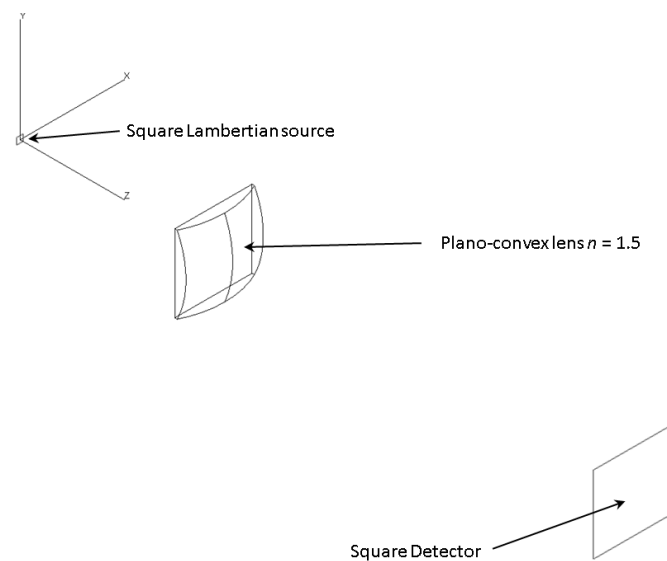 Y
X
Square Lambertian source
Z
Plano-convex lens n = 1.5
Square Detector